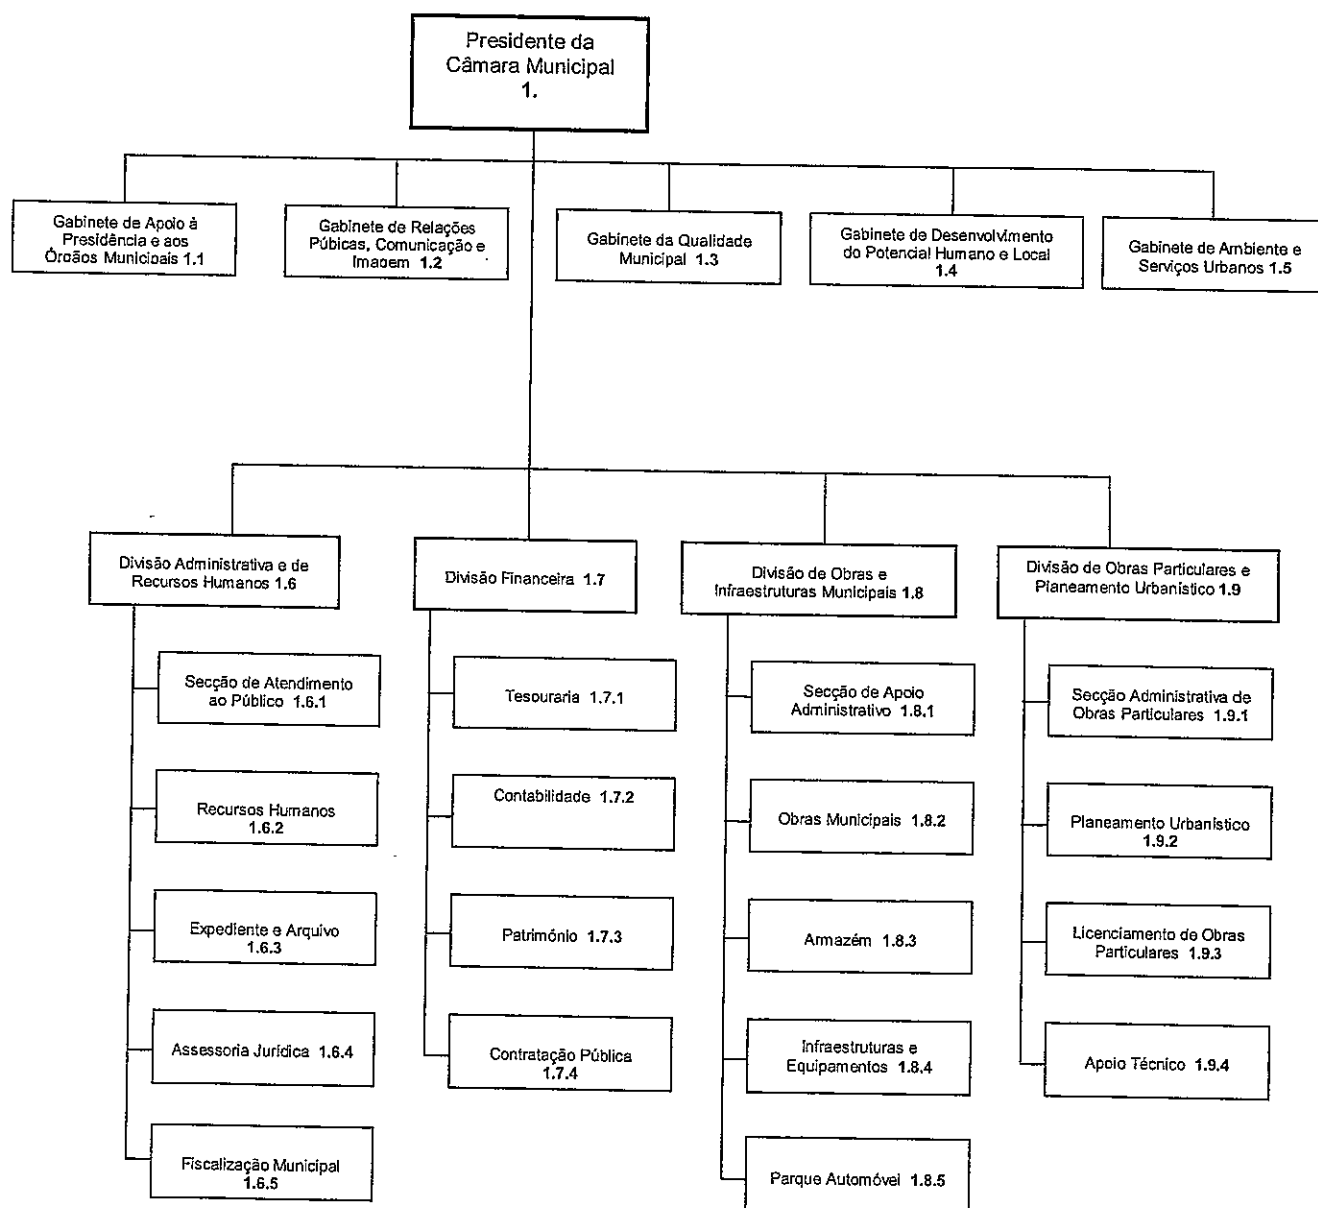 Presidente da
Câmara Municipal
1.
Gabinete de Apoio à
Presidência e aos
Órgãos Municipais 1.1
Gabinete de Relações
Púbicas, Comunicação e
Imagem 1.2
Gabinete da Qualidade
Municipal 1.3
Gabinete de Desenvolvimento
do Potencial Humano e Local
1.4
Gabinete de Ambiente e
Serviços Urbanos 1.5
Divisão Administrativa e de
Recursos Humanos 1.6
Divisão Financeira 1.7
Divisão de Obras e
Infraestruturas Municipais 1.8
Divisão de Obras Particulares e
Planeamento Urbanístico 1.9
Secção de Atendimento
ao Público 1.6.1
Tesouraria 1.7.1
Secção de Apoio
Administrativo 1.8.1
Secção Administrativa de
Obras Particulares 1.9.1
Recursos Humanos
1.6.2
Contabilidade 1.7.2
Obras Municipais 1.8.2
Planeamento Urbanístico
1.9.2
Expediente e Arquivo
1.6.3
Património 1.7.3
Armazém 1.8.3
Licenciamento de Obras
Particulares 1.9.3
Assessoria Jurídica 1.6.4
Contratação Pública
1.7.4
Infraestruturas e
Equipamentos 1.8.4
Apoio Técnico 1.9.4
Fiscalização Municipal
1.6.5
Parque Automóvel 1.8.5